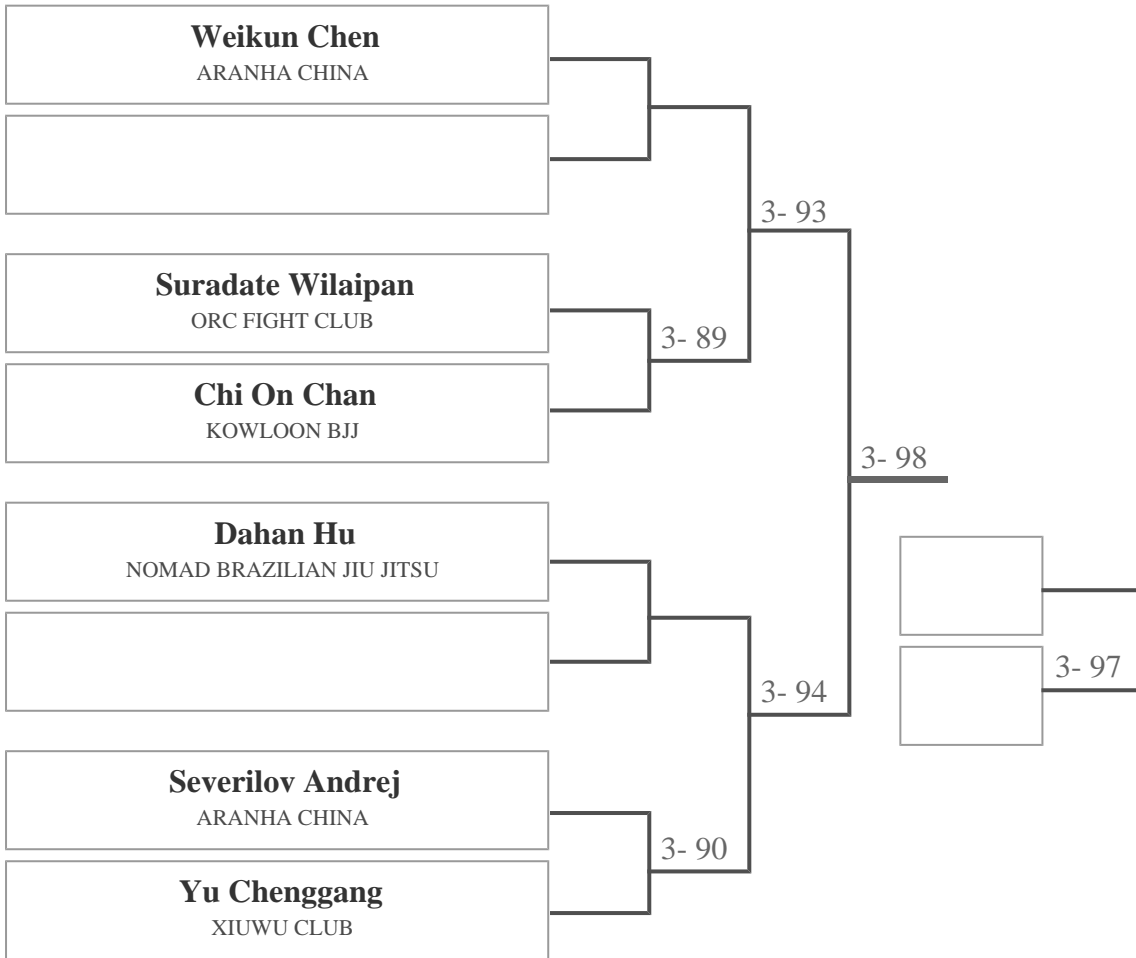 Weikun Chen
ARANHA CHINA
3- 93
Suradate Wilaipan
ORC FIGHT CLUB
3- 89
Chi On Chan
KOWLOON BJJ
3- 98
Dahan Hu
NOMAD BRAZILIAN JIU JITSU
3- 97
3- 94
Severilov Andrej
ARANHA CHINA
3- 90
Yu Chenggang
XIUWU CLUB